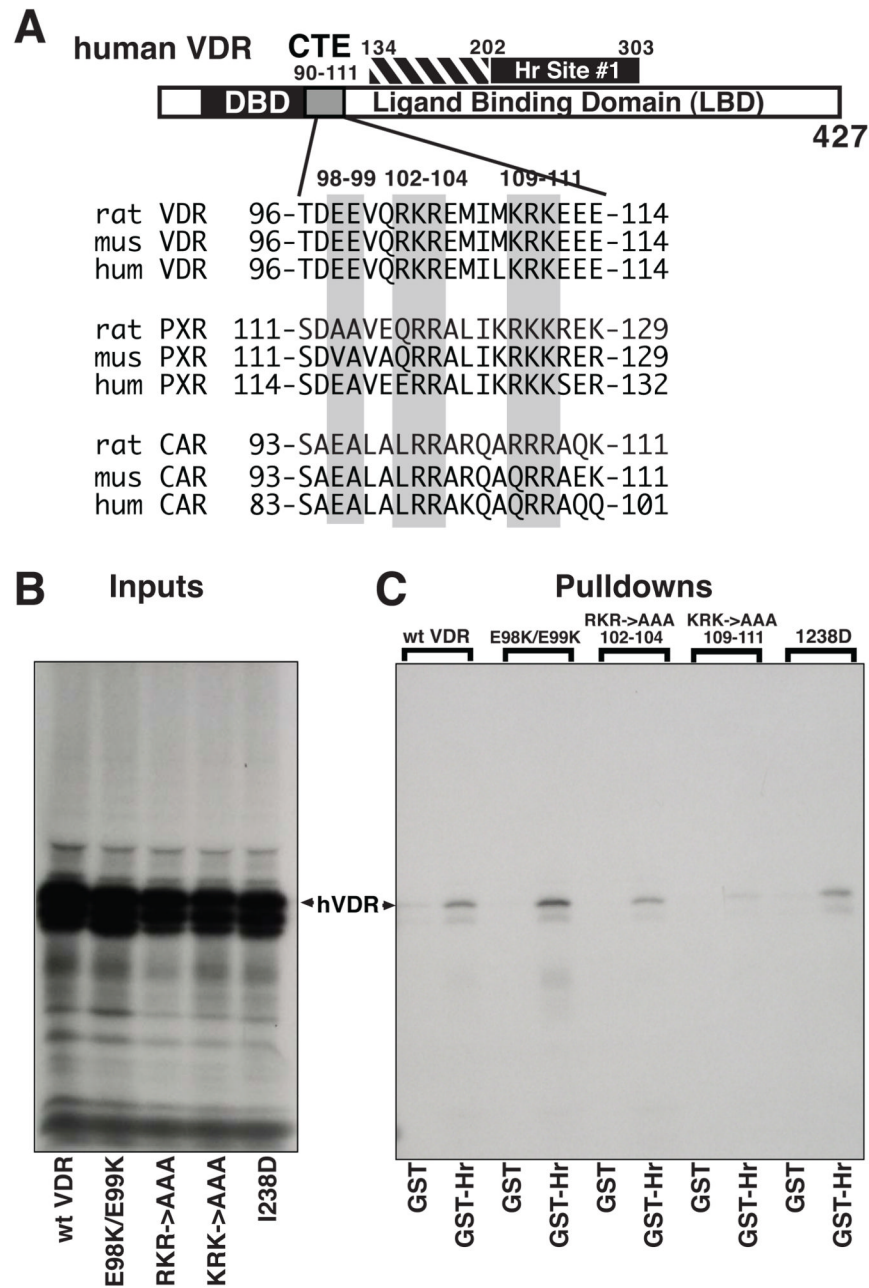 A
human VDR CTE 134 202 303
90-111 Hr Site #1
DBD Ligand Binding Domain (LBD)
427
98-99 102-104 109-111
rat VDR 96-TDEEVQRKREMIMKRKEEE-114
mus VDR 96-TDEEVQRKREMIMKRKEEE-114
hum VDR 96-TDEEVQRKREMILKRKEEE-114
rat PXR 111-SDAAVEQRRALIKRKKREK-129
mus PXR 111-SDVAVAQRRALIKRKKRER-129
hum PXR 114-SDEAVEERRALIKRKKSER-132
rat CAR 93-SAEALALRRARQARRRAQK-111
mus CAR 93-SAEALALRRARQAQRRAEK-111
hum CAR 83-SAEALALRRAKQAQRRAQQ-101
B Inputs
hVDR
wt VDR
E98K/E99K
RKR->AAA
KRK->AAA
I238D
C Pulldowns
wt VDR E98K/E99K RKR->AAA 102-104 KRK->AAA 109-111 1238D
GST
GST-Hr
GST
GST-Hr
GST
GST-Hr
GST
GST-Hr
GST
GST-Hr